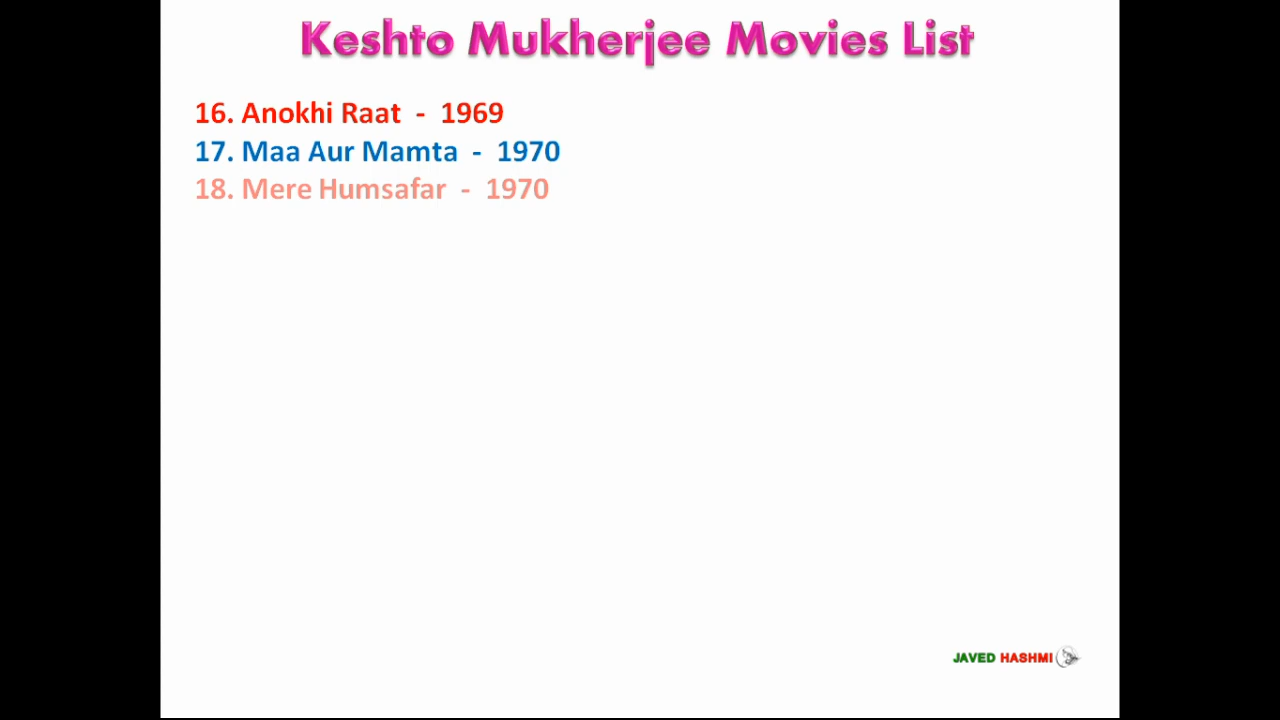 Keshto Mukherjee Movies List
16. Anokhi Raat - 1969
17. Maa Aur Mamta - 1970
18. Mere Humsafar - 1970
JAVED HASHMI